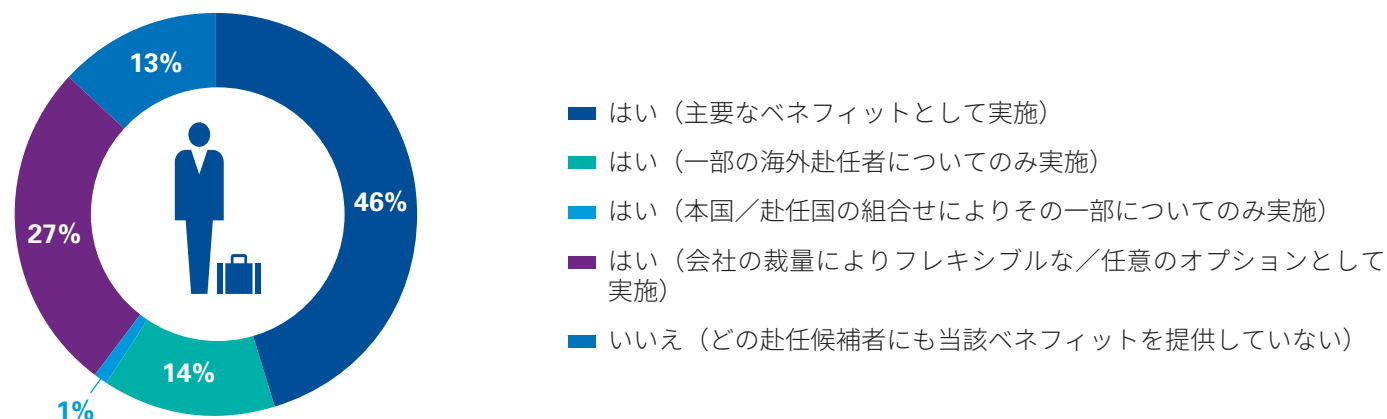 13%
46%
27%
14%
1%
はい（主要なベネフィットとして実施）
はい（一部の海外赴任者についてのみ実施）
はい（本国／赴任国の組合せによりその一部についてのみ実施）
はい（会社の裁量によりフレキシブルな／任意のオプションとして
実施）
いいえ（どの赴任候補者にも当該ベネフィットを提供していない）